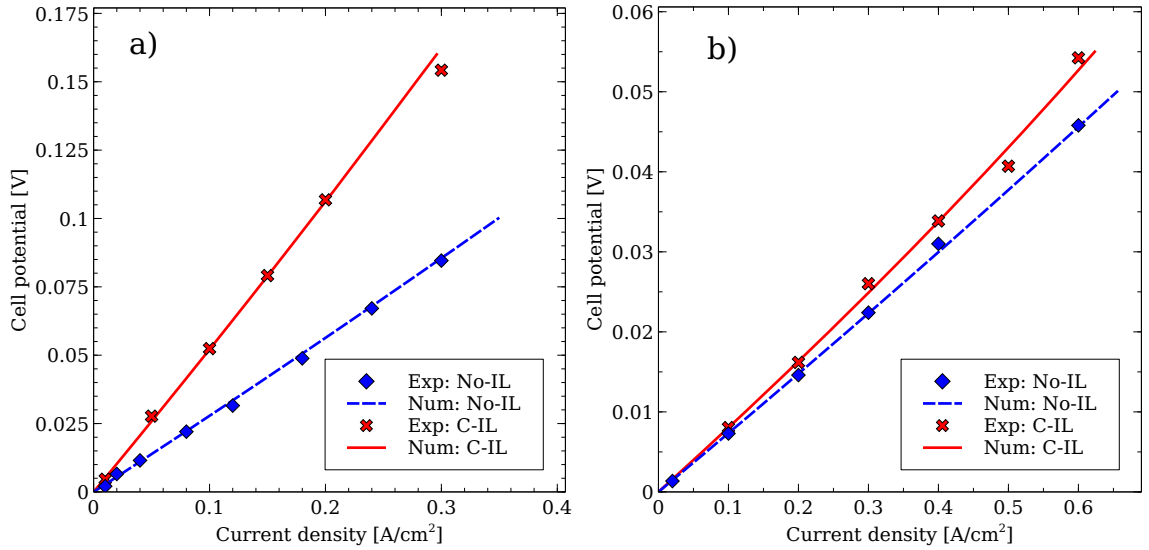 a)
Cell potential [V]
0.175
0.15
0.125
0.1
0.075
0.05
0.025
0
0
0.1
0.2
0.3
0.4
Current density [A/cm²]
Exp: No-IL
Num: No-IL
Exp: C-IL
Num: C-IL
b)
Cell potential [V]
0.06
0.05
0.04
0.03
0.02
0.01
0
0
0.1
0.2
0.3
0.4
0.5
0.6
Current density [A/cm²]
Exp: No-IL
Num: No-IL
Exp: C-IL
Num: C-IL